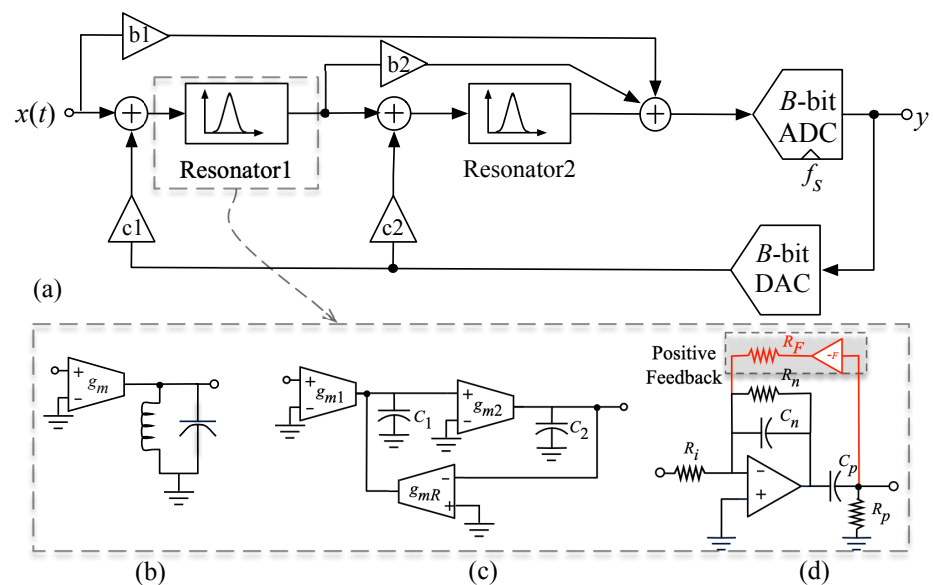 b1
b2
x(t)
+
+
+
B-bit
ADC
f_S
y
Resonator1
Resonator2
c1
c2
B-bit
DAC
(a)
Positive
Feedback
R_F
-F
R_n
C_n
R_i
−
+
C_p
R_p
+
g_m
−
+
g_m1
−
C_1
+
g_m2
−
C_2
−
g_mR
+
(b)
(c)
(d)